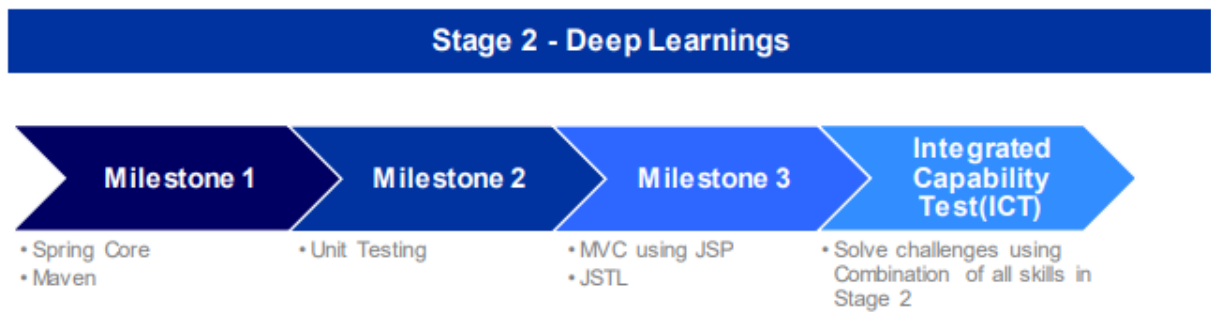 Stage 2 - Deep Learnings
Milestone 1
Milestone 2
Milestone 3
Integrated
Capability
Test(ICT)
• Spring Core
• Maven
• Unit Testing
• MVC using JSP
• JSTL
• Solve challenges using
Combination of all skills in
Stage 2